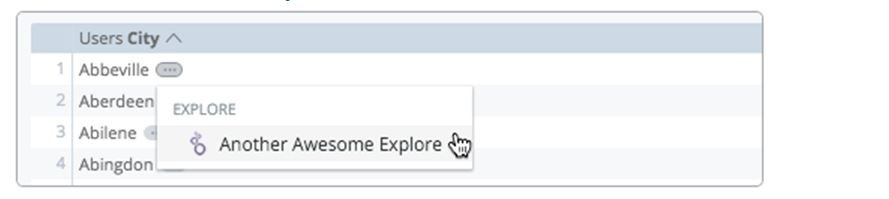 Users City
1 Abbeville
2 Aberdeen
EXPLORE
3 Abilene
Another Awesome Explore
4 Abingdon